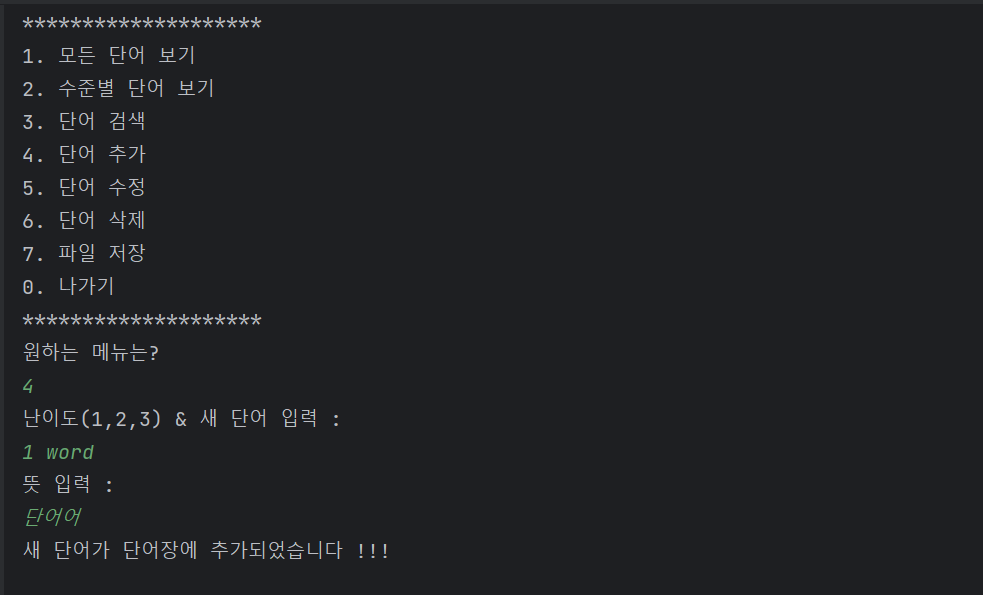 ********************
1. 모든 단어 보기
2. 수준별 단어 보기
3. 단어 검색
4. 단어 추가
5. 단어 수정
6. 단어 삭제
7. 파일 저장
0. 나가기
********************
원하는 메뉴는?
4
난이도(1,2,3) & 새 단어 입력 :
1 word
뜻 입력 :
단어어
새 단어가 단어장에 추가되었습니다 !!!